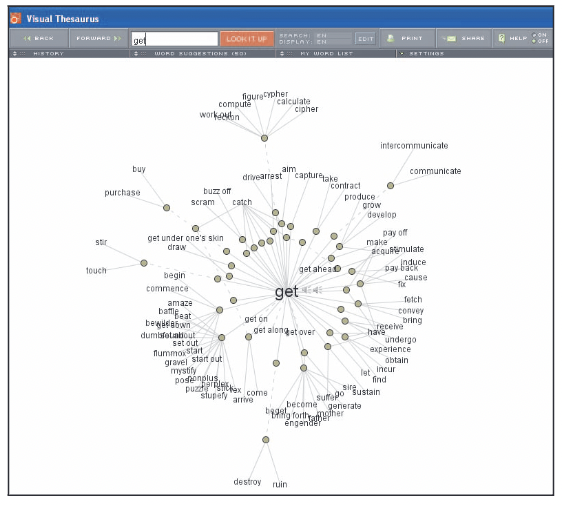 Visual Thesaurus
BACK FORWARD get LOOK IT UP SEARCH: EN DISPLAY: EN EDIT PRINT SHARE HELP ON OFF
HISTORY WORD SUGGESTIONS MY WORD LIST SETTINGS
figure cypher
calculate
compute
cipher
work out
reckon
intercommunicate
communicate
buy
purchase
aim
drive arrest
capture take
contract
buzz off
scram catch
produce
grow
develop
get under one's skin
draw
pay off
make
acquire stimulate
stir
touch
get ahead
induce
pay back
cause
fix
begin
commence
get
fetch
convey
bring
amaze
baffle
beat
bewilder
get down
dumbfound
set about
set out
flummox start
gravel start out
mystify
nonplus
pose
perplex
puzzle stick
vex
stupefy
arrive
come
get on
get along get over
receive
have
undergo
experience
obtain
incur
find
let
sire
sustain
suffer
go
generate
become
mother
beget
bring forth father
engender
destroy ruin